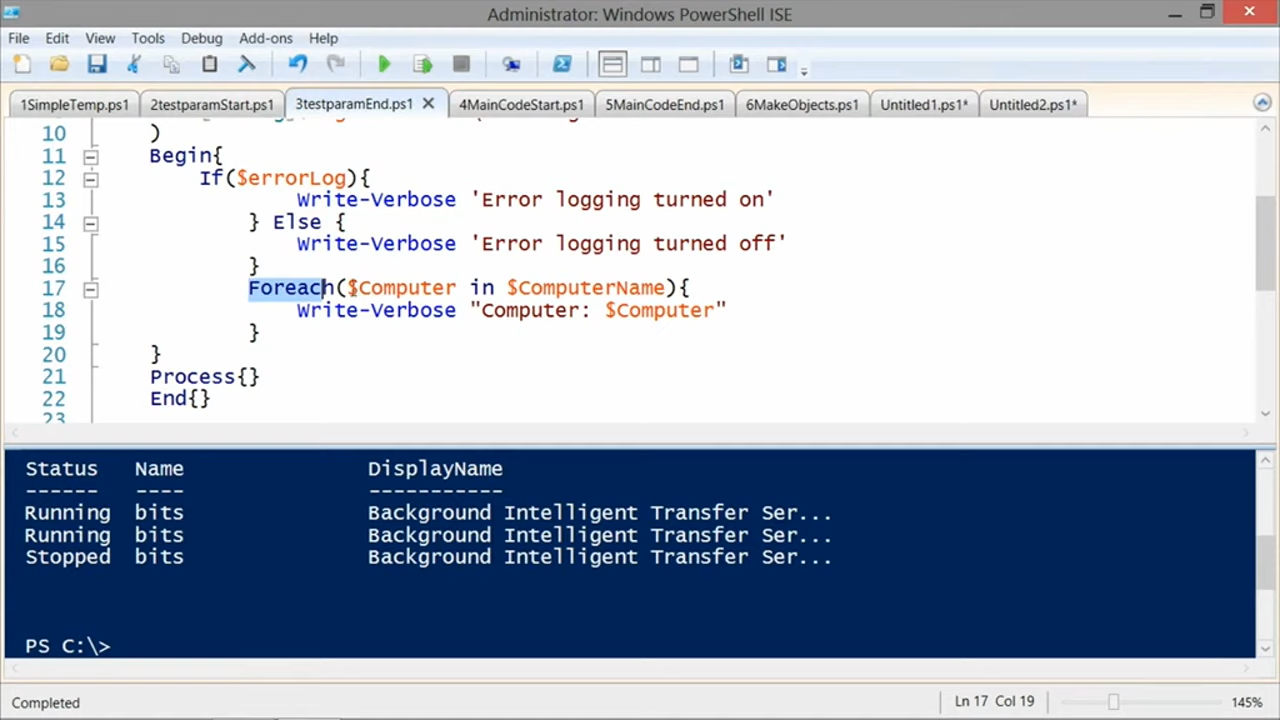 Administrator: Windows PowerShell ISE
File Edit View Tools Debug Add-ons Help
1SimpleTemp.ps1 2testparamStart.ps1 3testparamEnd.ps1 4MainCodeStart.ps1 5MainCodeEnd.ps1 6MakeObjects.ps1 Untitled1.ps1* Untitled2.ps1*
10 )
11 Begin{
12 If($errorLog){
13 Write-Verbose 'Error logging turned on'
14 } Else {
15 Write-Verbose 'Error logging turned off'
16 }
17 Foreach($Computer in $ComputerName){
18 Write-Verbose "Computer: $Computer"
19 }
20 }
21 Process{}
22 End{}
23
Status Name DisplayName
------ ---- -----------
Running bits Background Intelligent Transfer Ser...
Running bits Background Intelligent Transfer Ser...
Stopped bits Background Intelligent Transfer Ser...
PS C:\>
Completed Ln 17 Col 19 145%